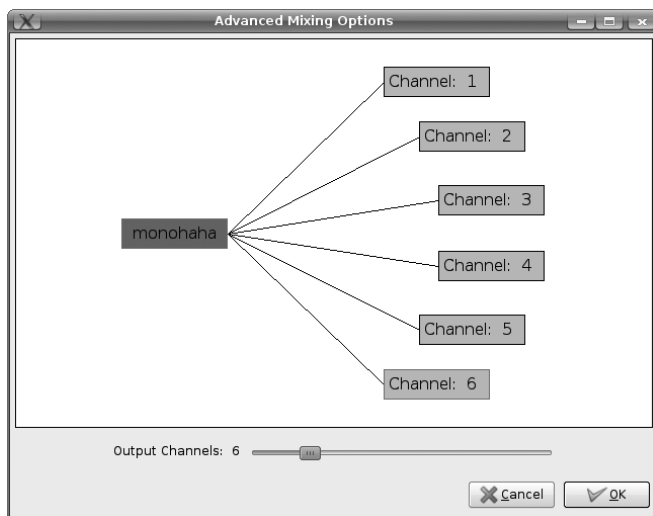 Advanced Mixing Options
Channel: 1
Channel: 2
Channel: 3
monohaha
Channel: 4
Channel: 5
Channel: 6
Output Channels: 6
Cancel
OK